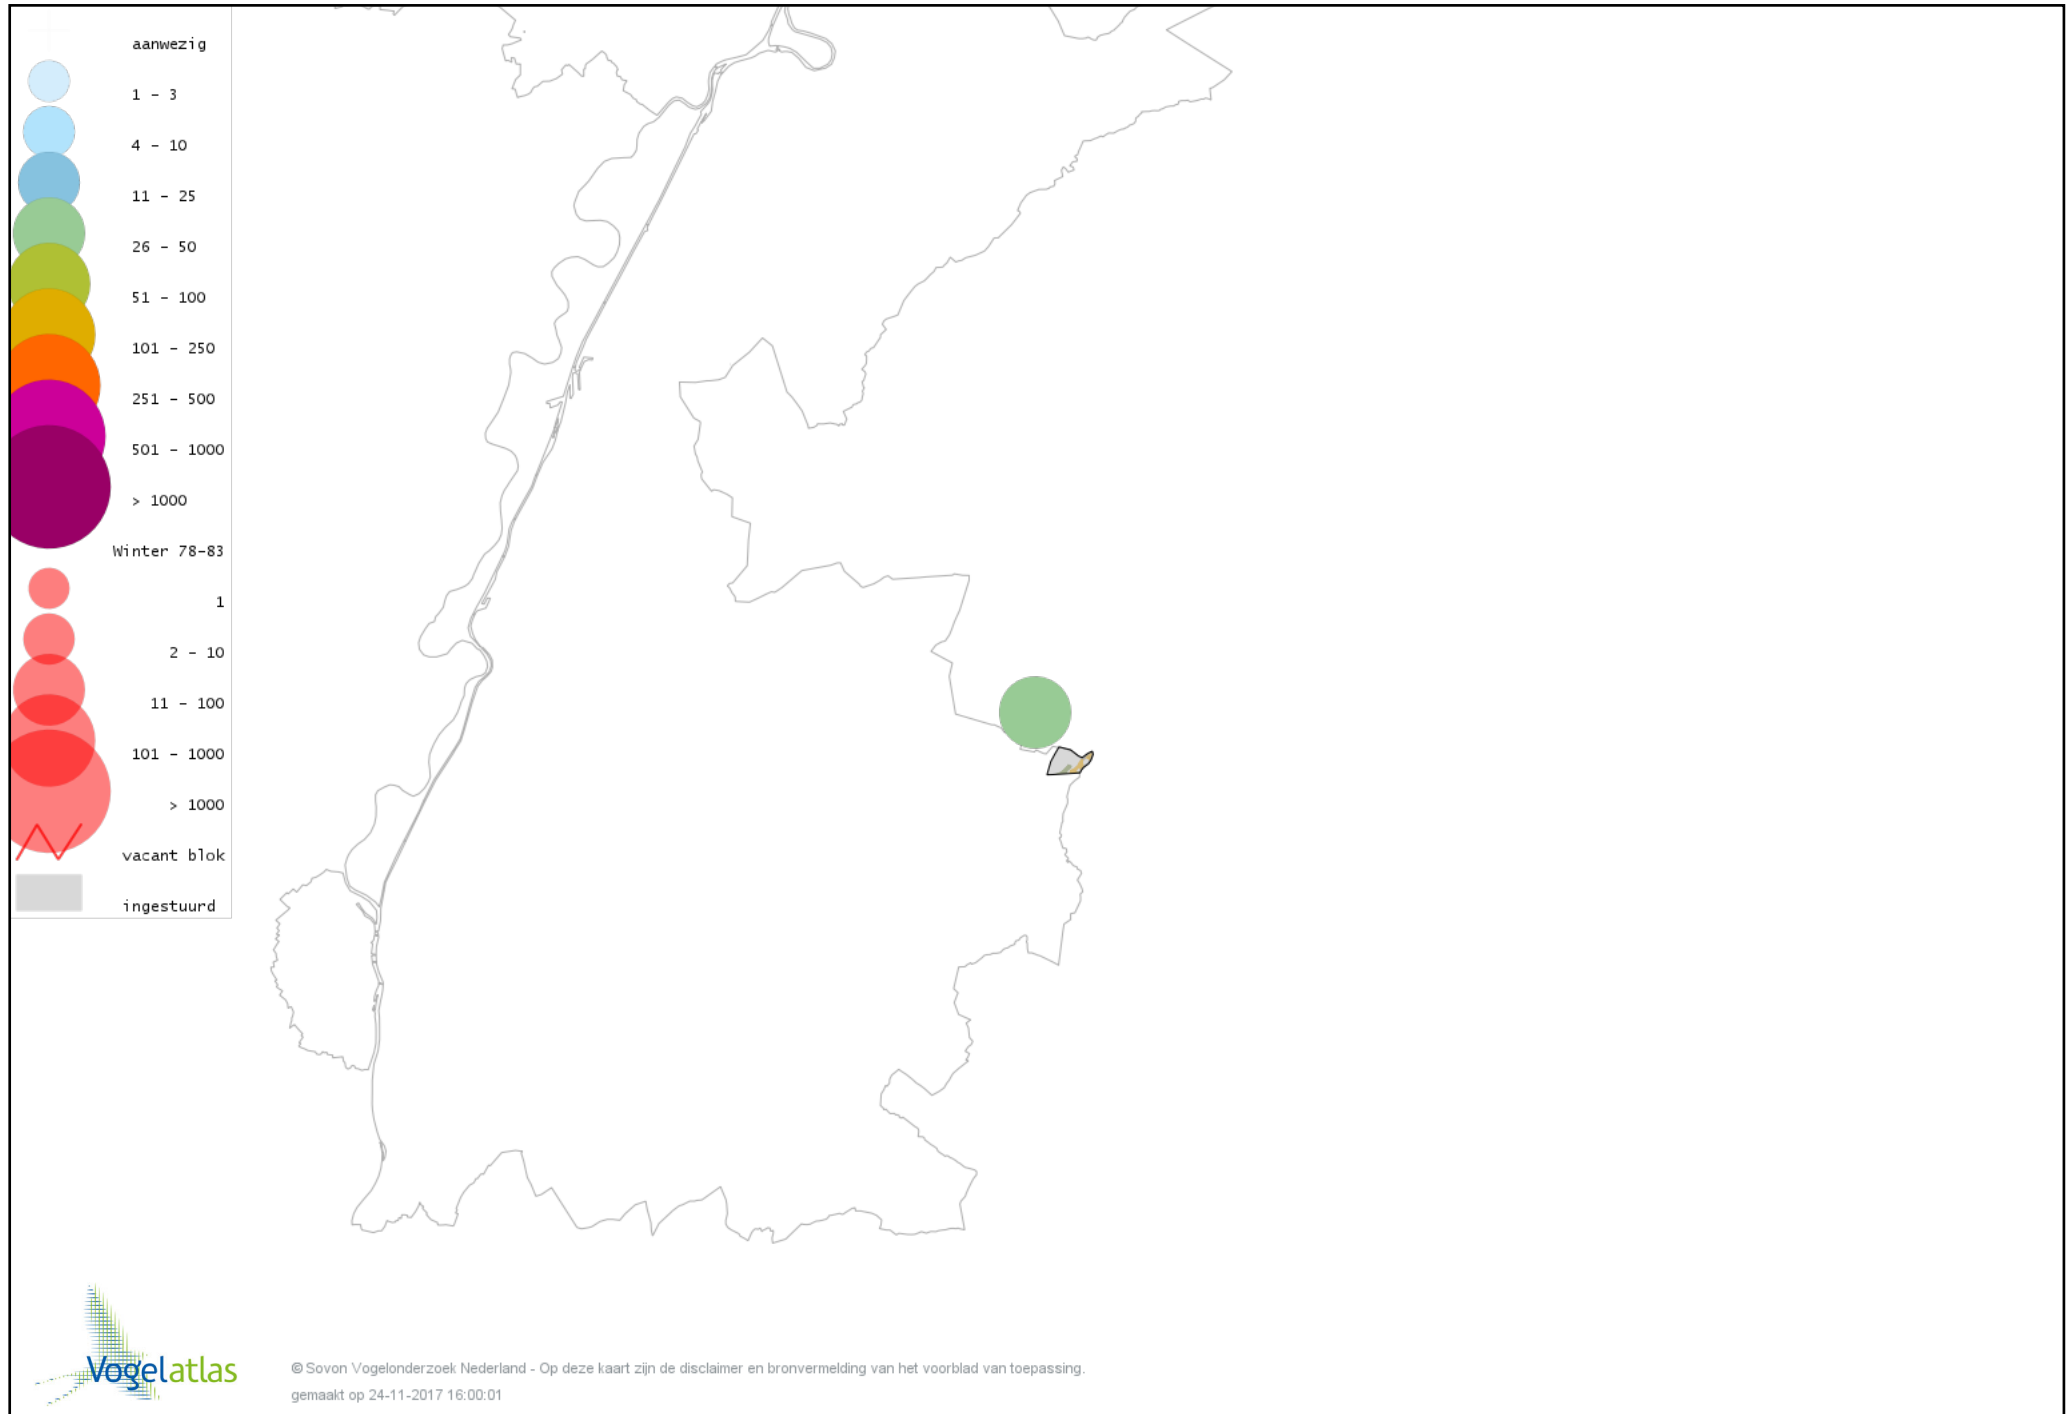 aanwezig
1 - 3
4 - 10
11 - 25
26 - 50
51 - 100
101 - 250
251 - 500
501 - 1000
> 1000
Winter 78-83
1
2 - 10
11 - 100
101 - 1000
> 1000
vacant blok
ingestuurd
Vogelatlas
© Sovon Vogelonderzoek Nederland - Op deze kaart zijn de disclaimer en bronvermelding van het voorblad van toepassing.
gemaakt op 24-11-2017 16:00:01